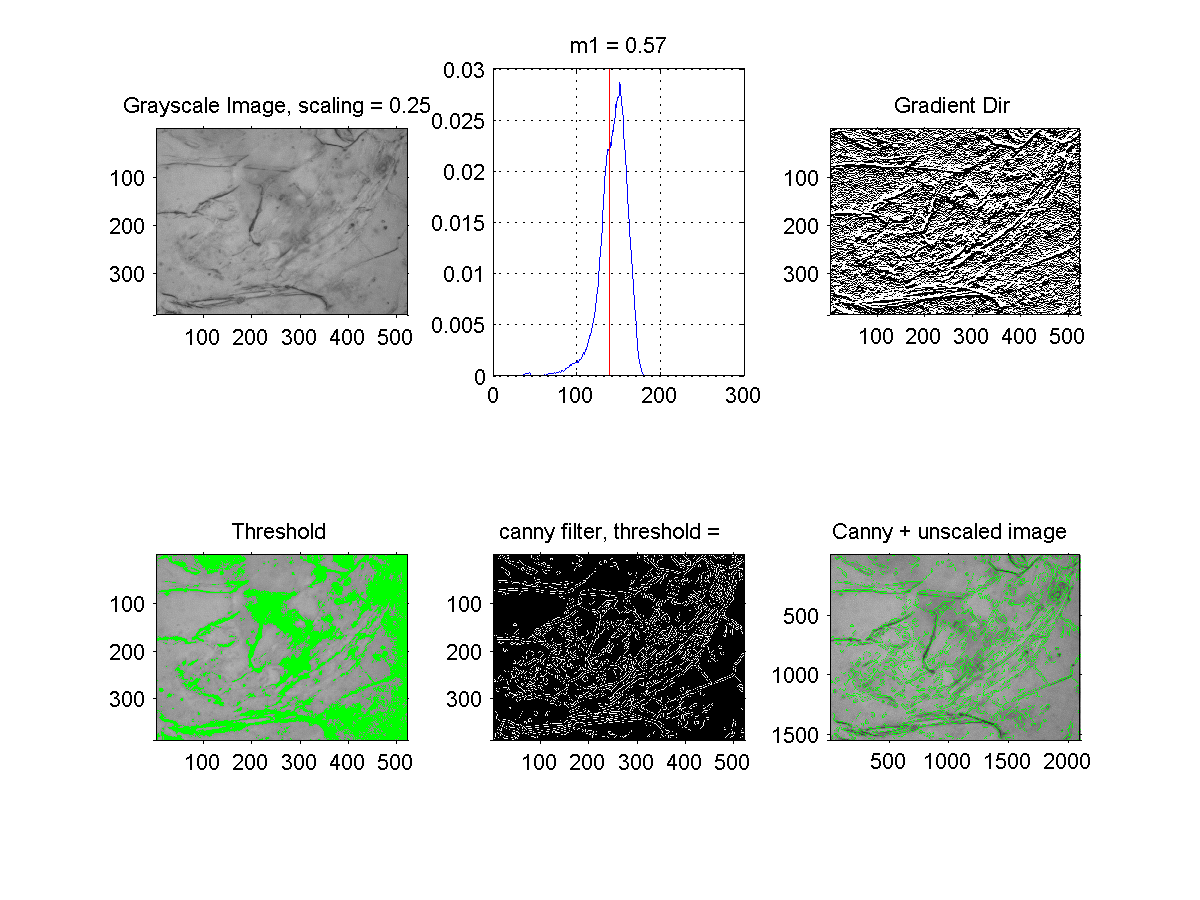 m1 = 0.57
0.03
0.025
0.02
0.015
0.01
0.005
0
0 100 200 300
Grayscale Image, scaling = 0.25
100
200
300
100 200 300 400 500
Gradient Dir
100
200
300
100 200 300 400 500
Threshold
100
200
300
100 200 300 400 500
canny filter, threshold =
100
200
300
100 200 300 400 500
Canny + unscaled image
500
1000
1500
500 1000 1500 2000